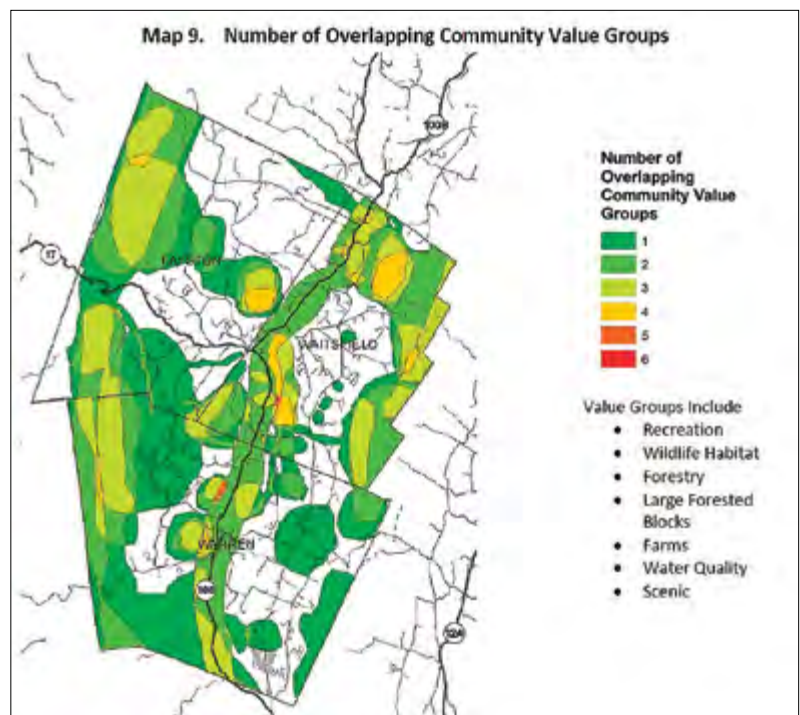 Map 9. Number of Overlapping Community Value Groups
100B
Number of
Overlapping
Community Value
Groups
1
2
3
4
5
6
17
FAYSTON
WAITSFIELD
Value Groups Include
• Recreation
• Wildlife Habitat
• Forestry
• Large Forested
Blocks
• Farms
• Water Quality
• Scenic
WARREN
100
12A